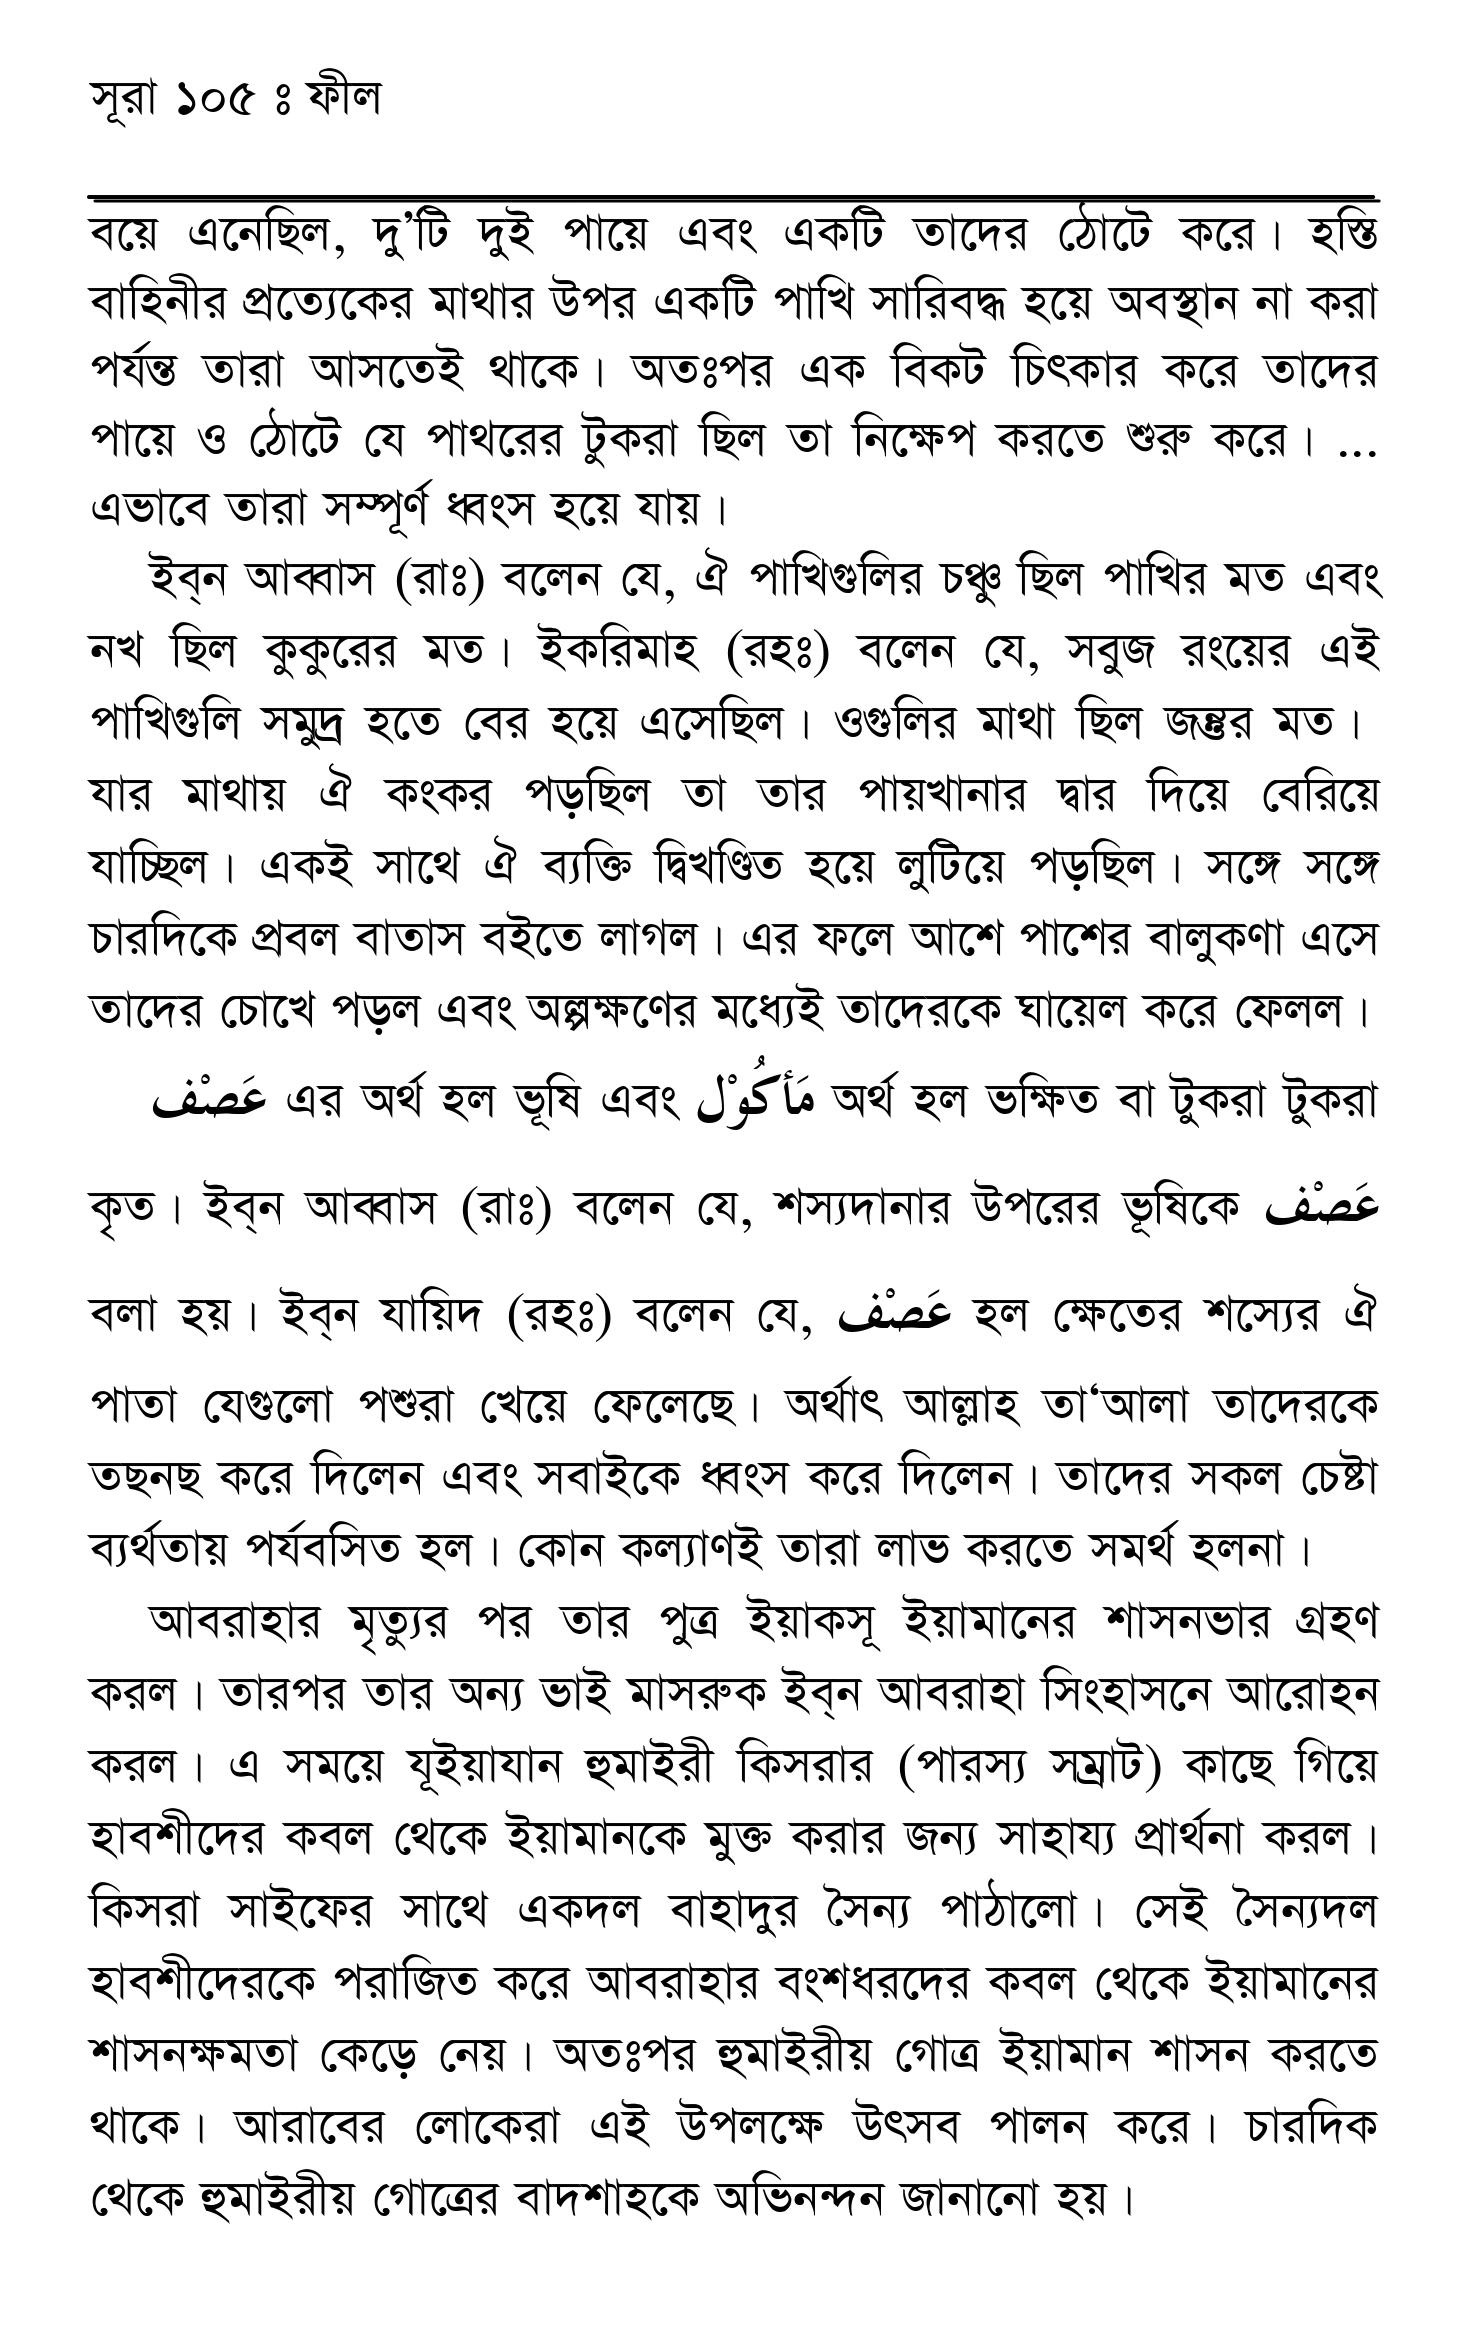 সূরা ১০৫ ঃ ফীল
বয়ে এনেছিল, দু’টি দুই পায়ে এবং একটি তাদের ঠোটে করে। হস্তি
বাহিনীর প্রত্যেকের মাথার উপর একটি পাখি সারিবদ্ধ হয়ে অবস্থান না করা
পর্যন্ত তারা আসতেই থাকে। অতঃপর এক বিকট চিৎকার করে তাদের
পায়ে ও ঠোটে যে পাথরের টুকরা ছিল তা নিক্ষেপ করতে শুরু করে। ...
এভাবে তারা সম্পূর্ণ ধ্বংস হয়ে যায়।
ইব্‌ন আব্বাস (রাঃ) বলেন যে, ঐ পাখিগুলির চঞ্চু ছিল পাখির মত এবং
নখ ছিল কুকুরের মত। ইকরিমাহ (রহঃ) বলেন যে, সবুজ রংয়ের এই
পাখিগুলি সমুদ্র হতে বের হয়ে এসেছিল। ওগুলির মাথা ছিল জন্তুর মত।
যার মাথায় ঐ কংকর পড়ছিল তা তার পায়খানার দ্বার দিয়ে বেরিয়ে
যাচ্ছিল। একই সাথে ঐ ব্যক্তি দ্বিখণ্ডিত হয়ে লুটিয়ে পড়ছিল। সঙ্গে সঙ্গে
চারদিকে প্রবল বাতাস বইতে লাগল। এর ফলে আশে পাশের বালুকণা এসে
তাদের চোখে পড়ল এবং অল্পক্ষণের মধ্যেই তাদেরকে ঘায়েল করে ফেলল।
عَصْف এর অর্থ হল ভূষি এবং مَأكُوْل অর্থ হল ভক্ষিত বা টুকরা টুকরা
কৃত। ইব্‌ন আব্বাস (রাঃ) বলেন যে, শস্যদানার উপরের ভূষিকে عَصْف
বলা হয়। ইব্‌ন যায়িদ (রহঃ) বলেন যে, عَصْف হল ক্ষেতের শস্যের ঐ
পাতা যেগুলো পশুরা খেয়ে ফেলেছে। অর্থাৎ আল্লাহ তা‘আলা তাদেরকে
তছনছ করে দিলেন এবং সবাইকে ধ্বংস করে দিলেন। তাদের সকল চেষ্টা
ব্যর্থতায় পর্যবসিত হল। কোন কল্যাণই তারা লাভ করতে সমর্থ হলনা।
আবরাহার মৃত্যুর পর তার পুত্র ইয়াকসূ ইয়ামানের শাসনভার গ্রহণ
করল। তারপর তার অন্য ভাই মাসরুক ইব্‌ন আবরাহা সিংহাসনে আরোহন
করল। এ সময়ে যূইয়াযান হুমাইরী কিসরার (পারস্য সম্রাট) কাছে গিয়ে
হাবশীদের কবল থেকে ইয়ামানকে মুক্ত করার জন্য সাহায্য প্রার্থনা করল।
কিসরা সাইফের সাথে একদল বাহাদুর সৈন্য পাঠালো। সেই সৈন্যদল
হাবশীদেরকে পরাজিত করে আবরাহার বংশধরদের কবল থেকে ইয়ামানের
শাসনক্ষমতা কেড়ে নেয়। অতঃপর হুমাইরীয় গোত্র ইয়ামান শাসন করতে
থাকে। আরাবের লোকেরা এই উপলক্ষে উৎসব পালন করে। চারদিক
থেকে হুমাইরীয় গোত্রের বাদশাহকে অভিনন্দন জানানো হয়।